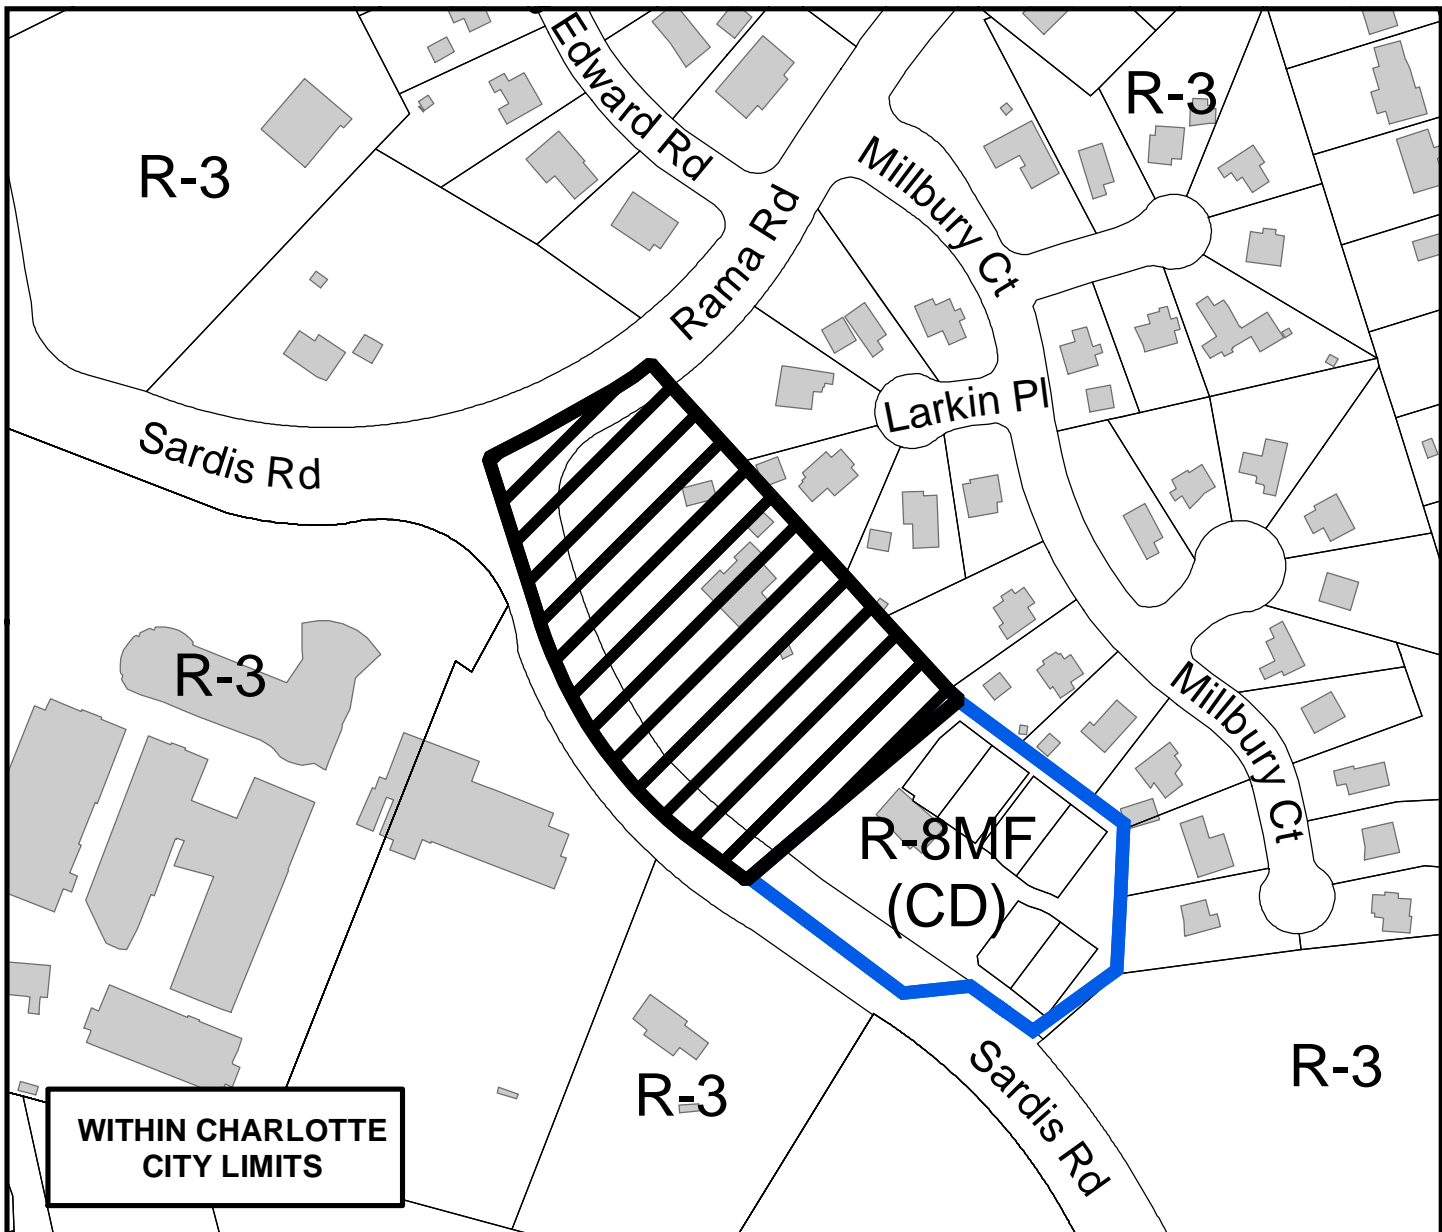 Edward Rd
R-3
Millbury Ct
R-3
Rama Rd
Larkin Pl
Sardis Rd
R-3
Millbury Ct
R-8MF
(CD)
R-3
R-3
Sardis Rd
WITHIN CHARLOTTE
CITY LIMITS